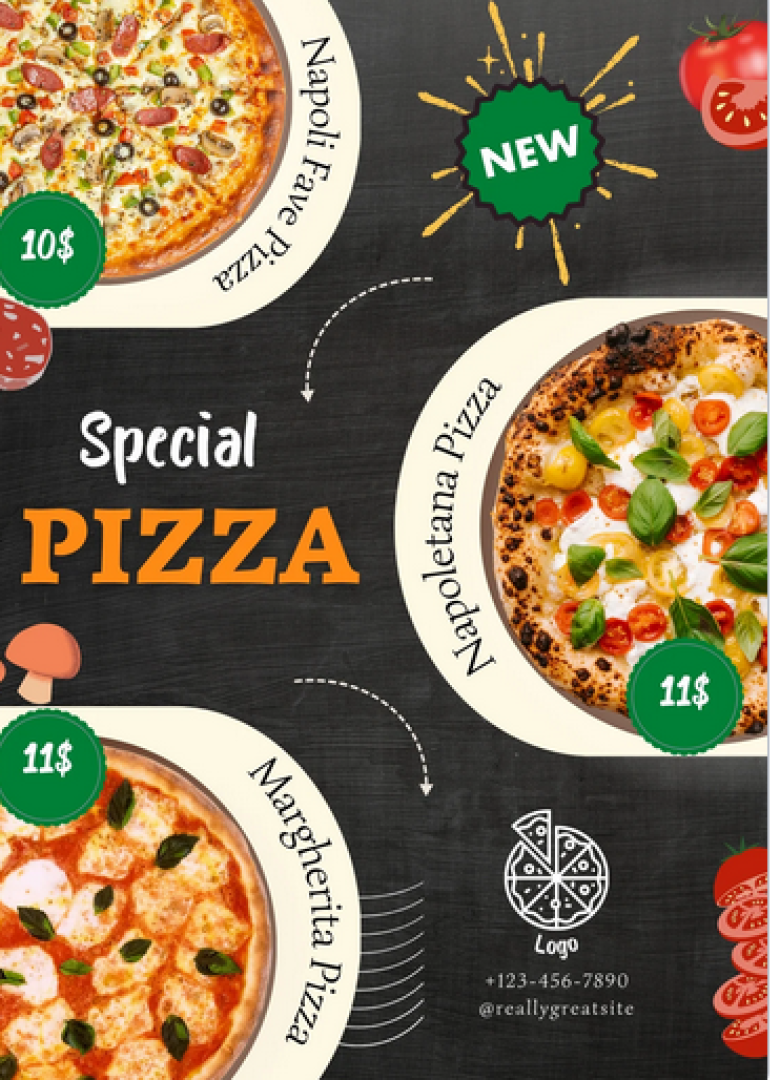 Napoli Fave Pizza
NEW
10$
Napoletana Pizza
Special
PIZZA
11$
11$
Margherita Pizza
Logo
+123-456-7890
@reallygreatsite